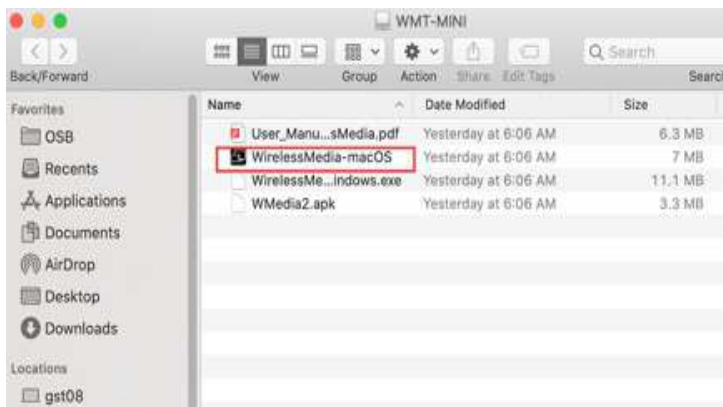 WMT-MINI
Search
Back/Forward View Group Action Share Edit Tags Search
Favorites
OSB
Recents
Applications
Documents
AirDrop
Desktop
Downloads
Locations
gst08
Name Date Modified Size
User_Manu...sMedia.pdf Yesterday at 6:06 AM 6.3 MB
WirelessMedia-macOS Yesterday at 6:06 AM 7 MB
WirelessMe...indows.exe Yesterday at 6:06 AM 11.1 MB
WMedia2.apk Yesterday at 6:06 AM 3.3 MB